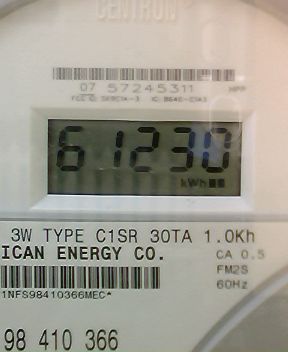 CENTRON
07 57245311
61230
kWh
3W TYPE C1SR 30TA 1.0Kh
ICAN ENERGY CO.
CA 0.5
FM2S
60Hz
1NFS98410366MEC*
98 410 366